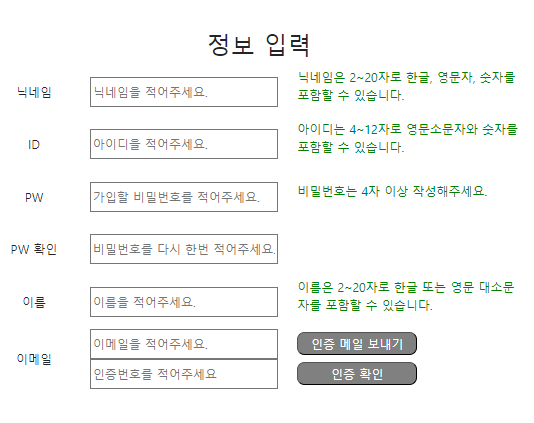 정보 입력
닉네임
닉네임을 적어주세요.
닉네임은 2~20자로 한글, 영문자, 숫자를
포함할 수 있습니다.
ID
아이디을 적어주세요.
아이디는 4~12자로 영문소문자와 숫자를
포함할 수 있습니다.
PW
가입할 비밀번호를 적어주세요.
비밀번호는 4자 이상 작성해주세요.
PW 확인
비밀번호를 다시 한번 적어주세요.
이름
이름을 적어주세요.
이름은 2~20자로 한글 또는 영문 대소문
자를 포함할 수 있습니다.
이메일
이메일을 적어주세요.
인증 메일 보내기
인증번호를 적어주세요
인증 확인